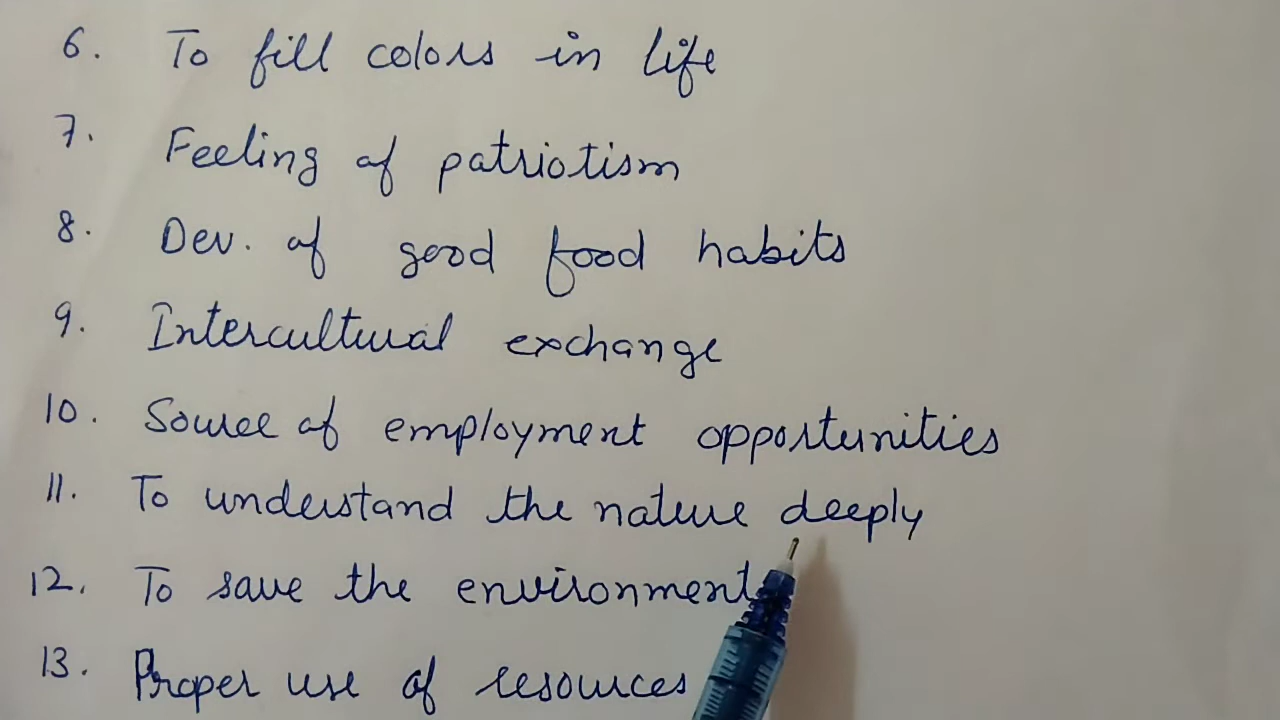 6. To fill colors in life
7. Feeling of patriotism
8. Dev. of good food habits
9. Intercultural exchange
10. Source of employment opportunities
11. To understand the nature deeply
12. To save the environment
13. Proper use of resources